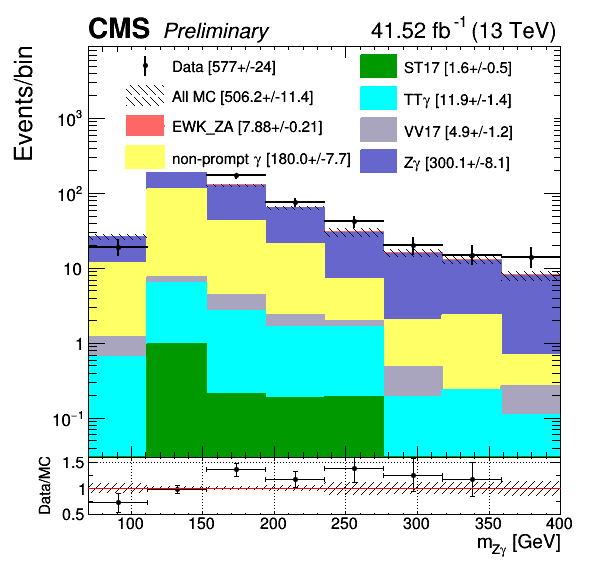 CMS Preliminary 41.52 fb⁻¹ (13 TeV)
Events/bin
Data [577+/-24]
All MC [506.2+/-11.4]
EWK_ZA [7.88+/-0.21]
non-prompt γ [180.0+/-7.7]
ST17 [1.6+/-0.5]
TTγ [11.9+/-1.4]
VV17 [4.9+/-1.2]
Zγ [300.1+/-8.1]
10³
10²
10
1
10⁻¹
Data/MC
1.5
1
0.5
100 150 200 250 300 350 400
m_Zγ [GeV]